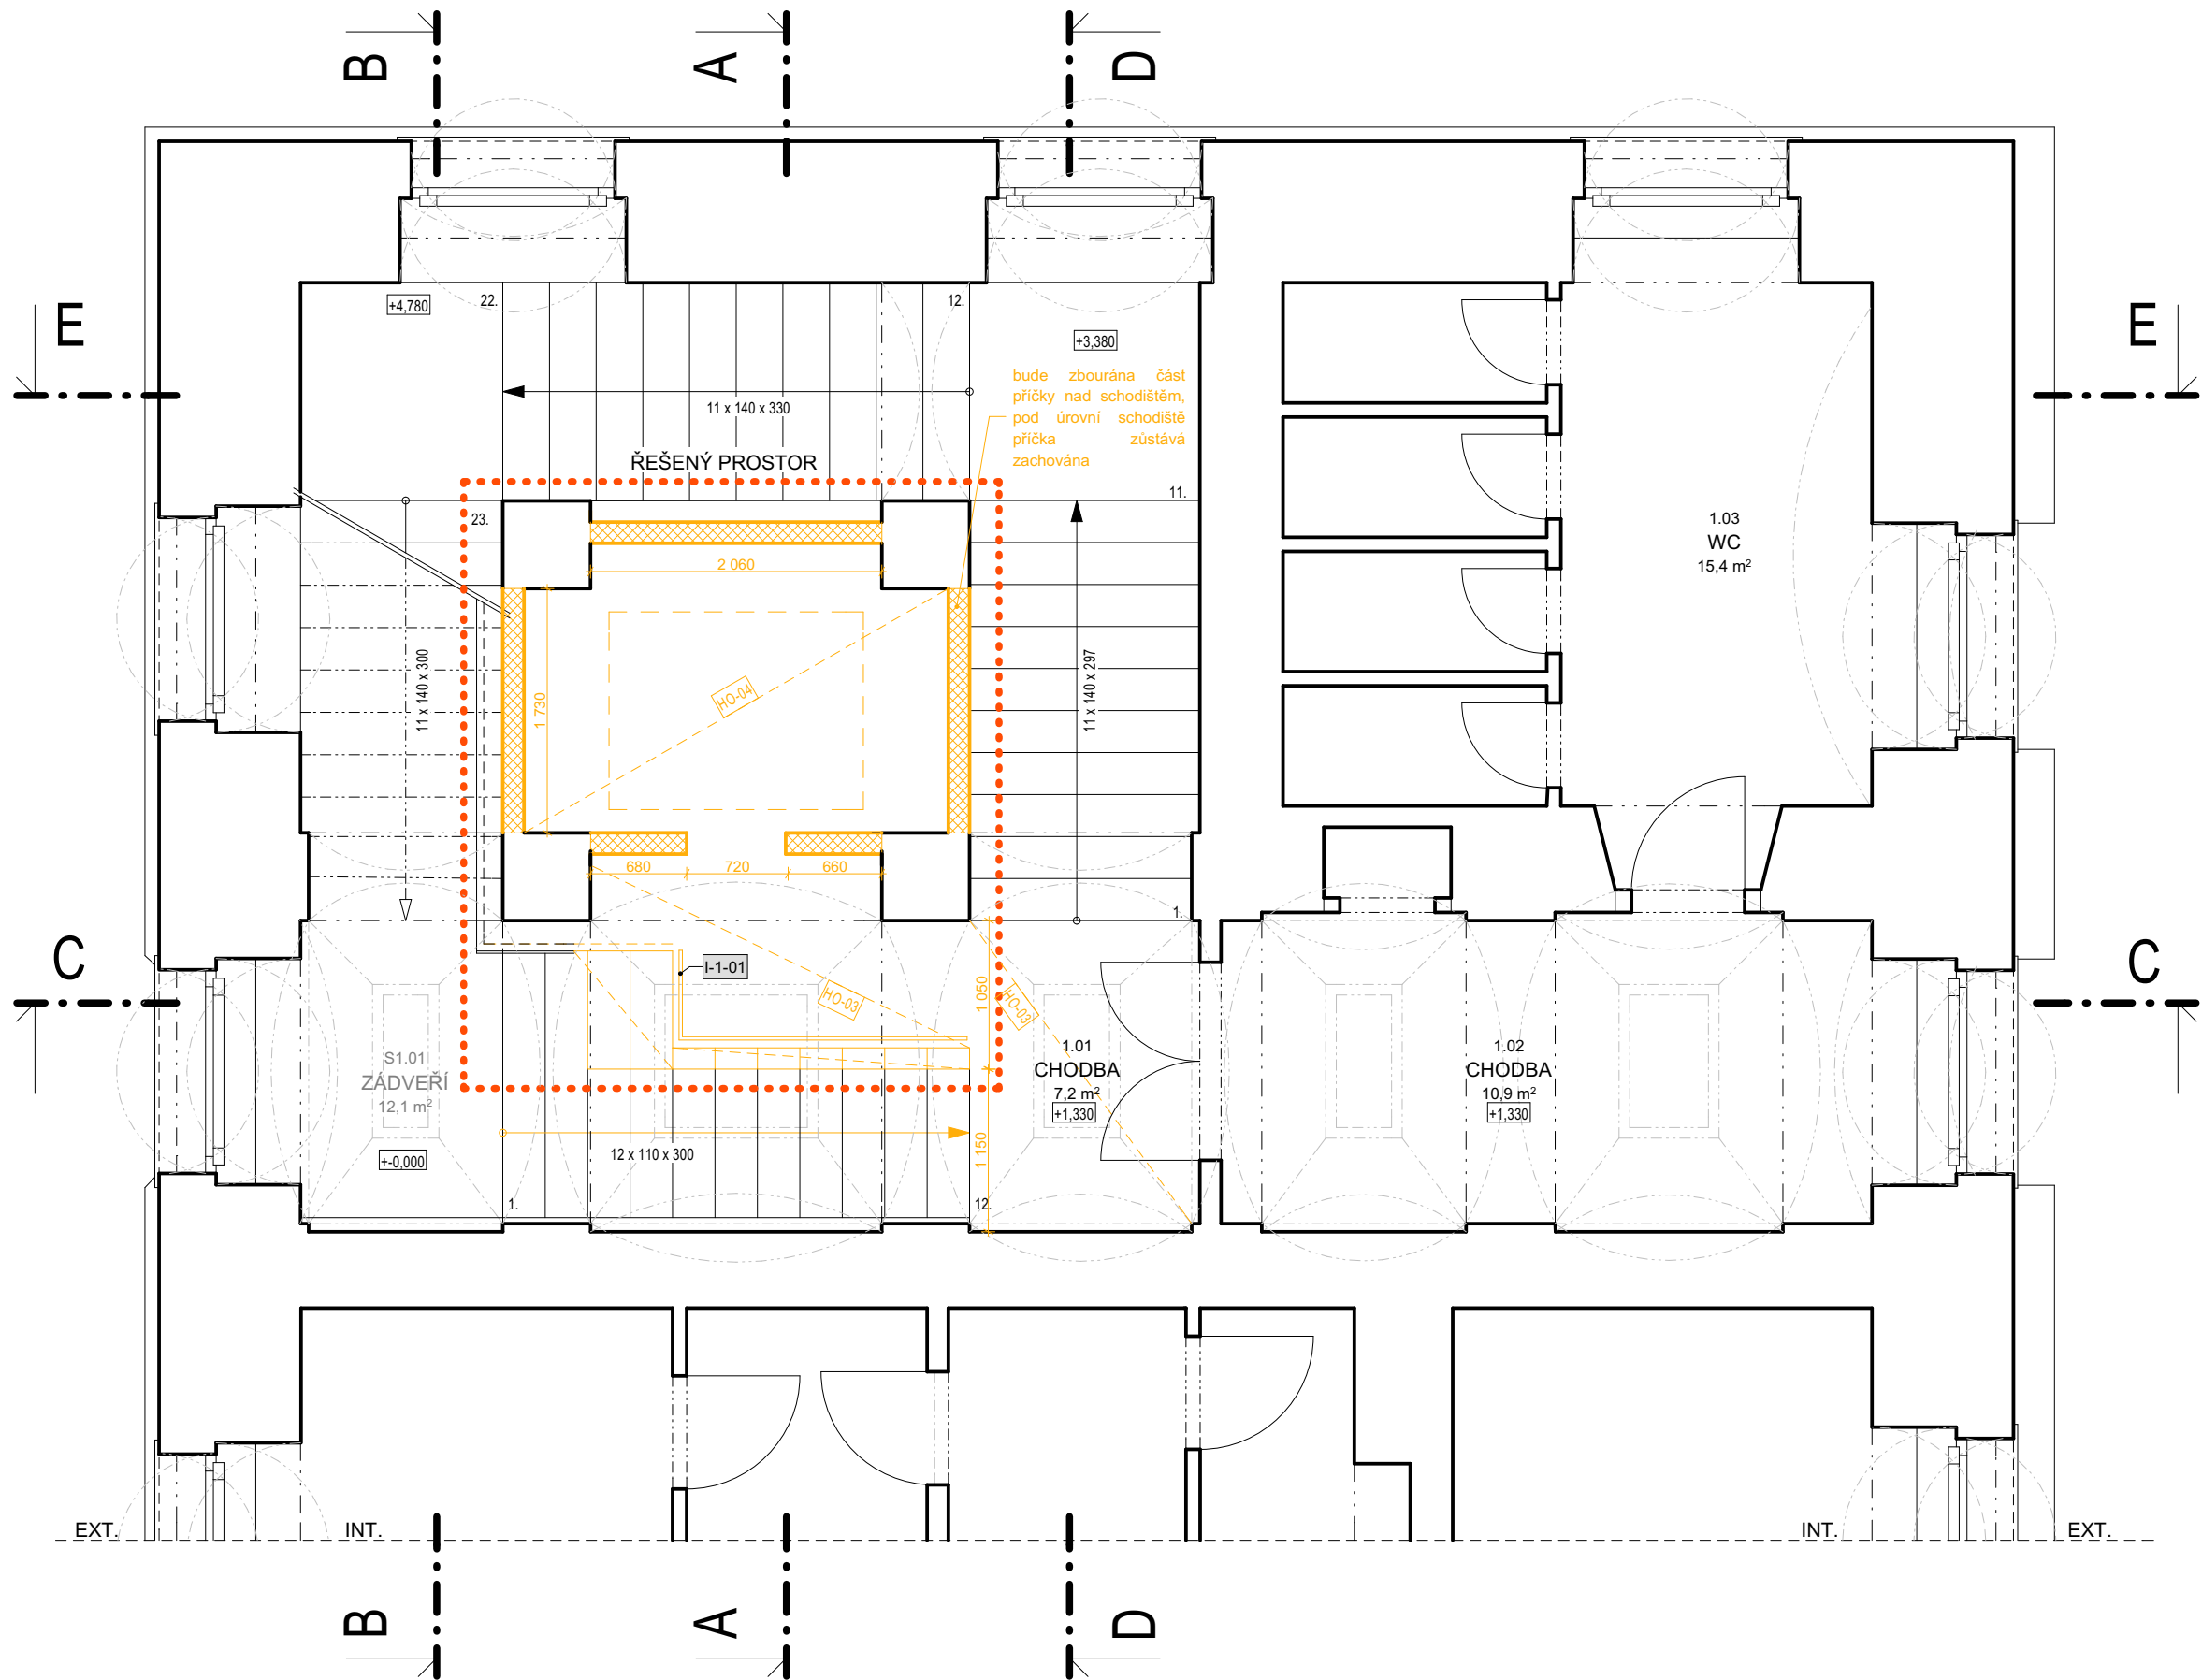 B
A
D
E
E
+4,780
22.
12.
+3,380
bude zbourána část
příčky nad schodištěm,
pod úrovní schodiště
příčka zůstává
zachována
11 x 140 x 330
ŘEŠENÝ PROSTOR
11.
23.
1.03
WC
15,4 m²
2 060
11 x 140 x 300
1 730
HO-04
11 x 140 x 297
680
720
660
1.
C
C
I-1-01
HO-03
1 050
HO-03
S1.01
ZÁDVEŘÍ
12,1 m²
+-0,000
1.01
CHODBA
7,2 m²
+1,330
1.02
CHODBA
10,9 m²
+1,330
12 x 110 x 300
1 150
1.
12.
EXT.
INT.
INT.
EXT.
B
A
D